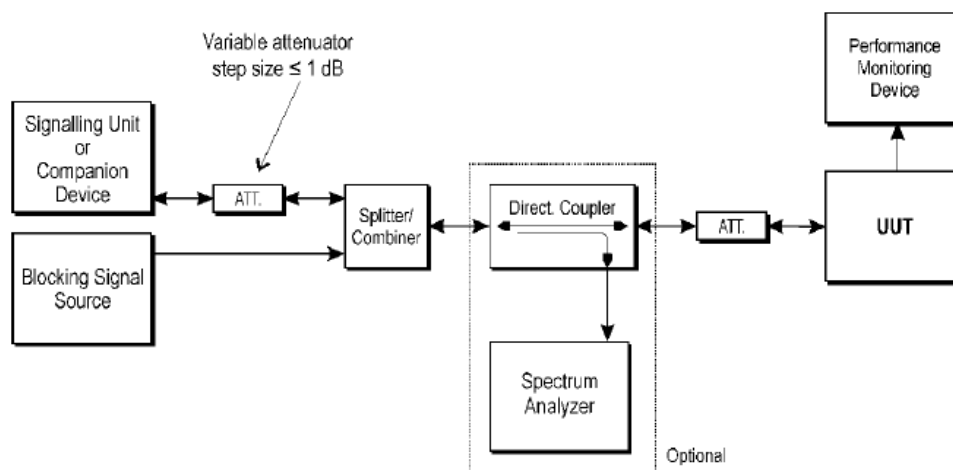 Variable attenuator
step size ≤ 1 dB
Signalling Unit
or
Companion
Device
ATT.
Splitter/
Combiner
Blocking Signal
Source
Direct. Coupler
Spectrum
Analyzer
Optional
ATT.
Performance
Monitoring
Device
UUT